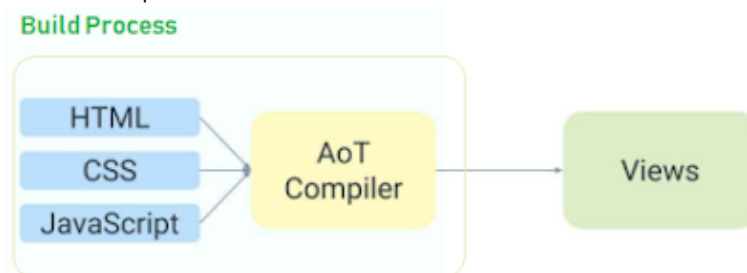 Build Process
HTML
CSS
JavaScript
AoT
Compiler
Views